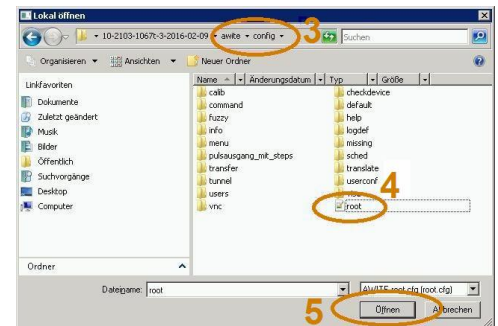 Lokal öffnen
10-2103-1067t-3-2016-02-09 awite config
3
Suchen
Organisieren Ansichten Neuer Ordner
Linkfavoriten
Dokumente
Zuletzt geändert
Musik
Bilder
Öffentlich
Suchvorgänge
Desktop
Computer
Ordner
Name Änderungsdatum Typ Größe
calib
command
fuzzy
info
menu
pulsausgang_mit_steps
transfer
tunnel
users
vnc
checkdevice
default
help
logdef
missing
sched
translate
userconf
4
root
Dateiname: root
AWITE root cfg (root.cfg)
5
Öffnen
Abbrechen